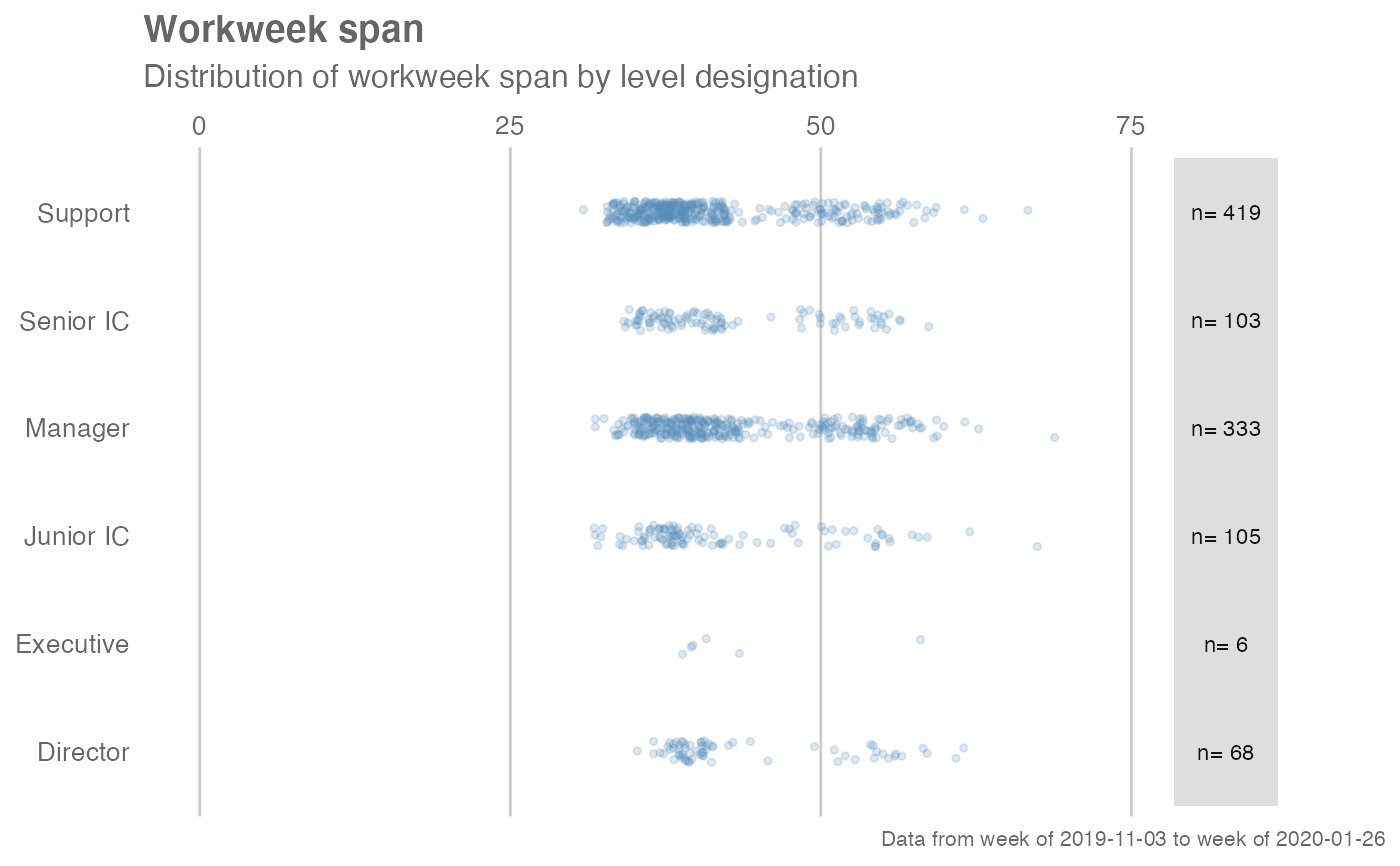 Workweek span
Distribution of workweek span by level designation
0 25 50 75
Support n= 419
Senior IC n= 103
Manager n= 333
Junior IC n= 105
Executive n= 6
Director n= 68
Data from week of 2019-11-03 to week of 2020-01-26